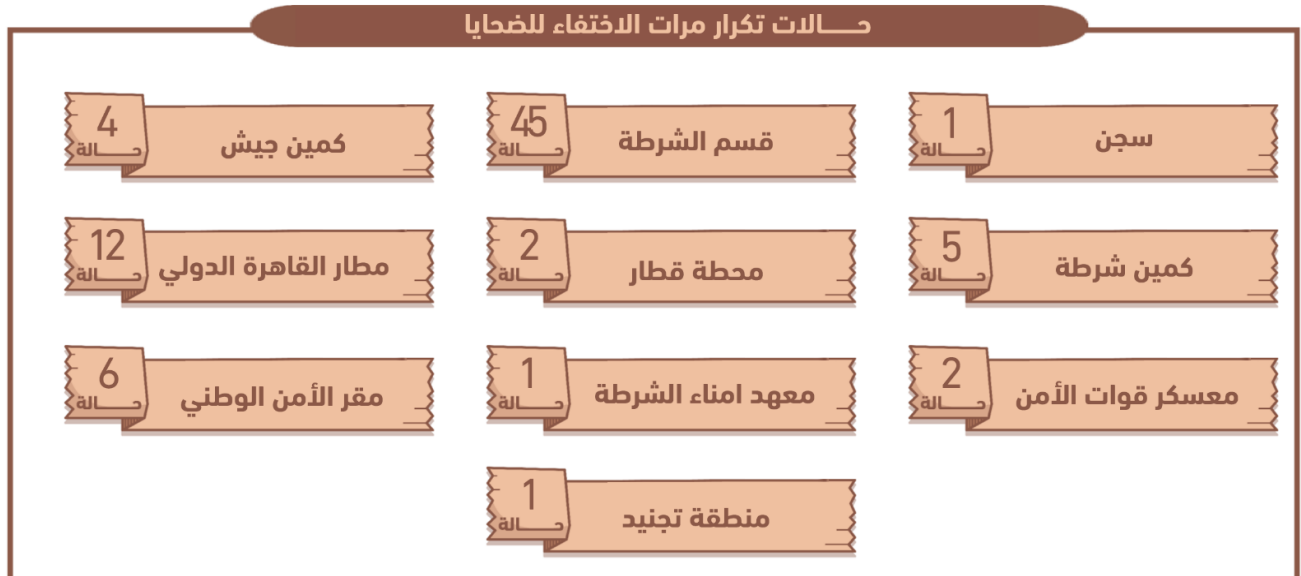 حـــــالات تكرار مرات الاختفاء للضحايا
سجن
1
حـــالة
قسم الشرطة
45
حـــالة
كمين جيش
4
حـــالة
كمين شرطة
5
حـــالة
محطة قطار
2
حـــالة
مطار القاهرة الدولي
12
حـــالة
معسكر قوات الأمن
2
حـــالة
معهد امناء الشرطة
1
حـــالة
مقر الأمن الوطني
6
حـــالة
منطقة تجنيد
1
حـــالة